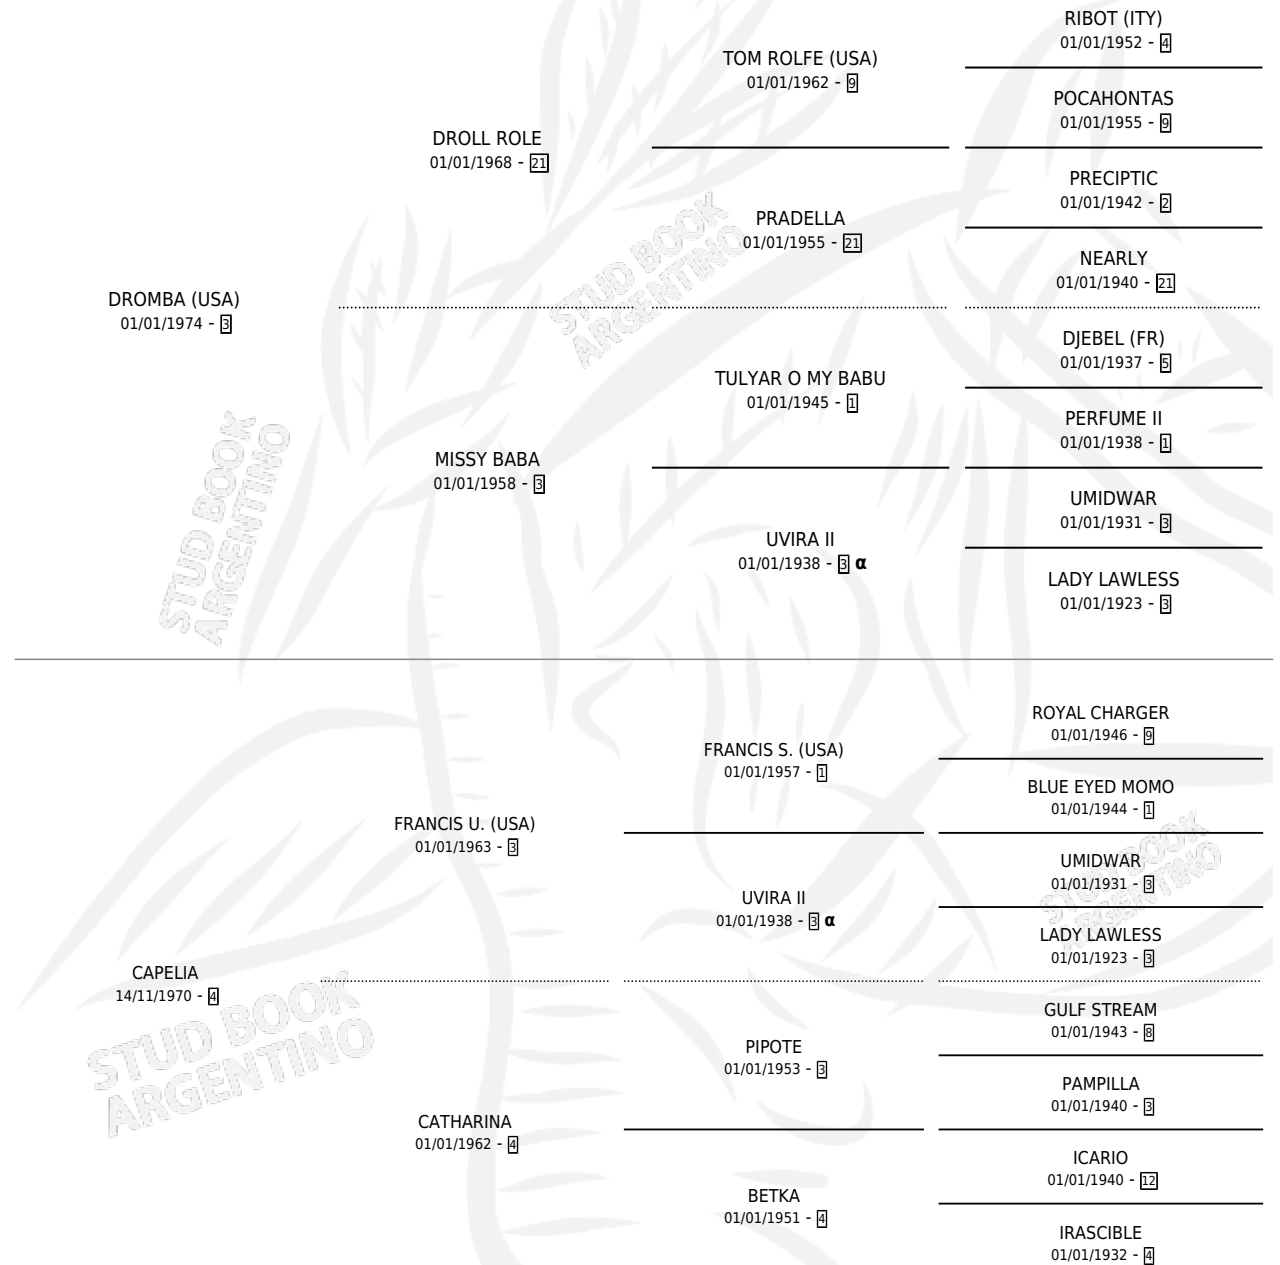 RIBOT (ITY)
01/01/1952 - 4
TOM ROLFE (USA)
01/01/1962 - 9
POCAHONTAS
01/01/1955 - 9
DROLL ROLE
01/01/1968 - 21
PRECIPTIC
01/01/1942 - 2
PRADELLA
01/01/1955 - 21
NEARLY
01/01/1940 - 21
DROMBA (USA)
01/01/1974 - 3
DJEBEL (FR)
01/01/1937 - 5
TULYAR O MY BABU
01/01/1945 - 1
PERFUME II
01/01/1938 - 1
MISSY BABA
01/01/1958 - 3
UMIDWAR
01/01/1931 - 3
UVIRA II
01/01/1938 - 3 α
LADY LAWLESS
01/01/1923 - 3
ROYAL CHARGER
01/01/1946 - 9
FRANCIS S. (USA)
01/01/1957 - 1
BLUE EYED MOMO
01/01/1944 - 1
FRANCIS U. (USA)
01/01/1963 - 3
UMIDWAR
01/01/1931 - 3
UVIRA II
01/01/1938 - 3 α
LADY LAWLESS
01/01/1923 - 3
CAPELIA
14/11/1970 - 4
GULF STREAM
01/01/1943 - 8
PIPOTE
01/01/1953 - 3
PAMPILLA
01/01/1940 - 3
CATHARINA
01/01/1962 - 4
ICARIO
01/01/1940 - 12
BETKA
01/01/1951 - 4
IRASCIBLE
01/01/1932 - 4
STUD BOOK
ARGENTINO
STUD BOOK
ARGENTINO
STUD BOOK
ARGENTINO
STUD BOOK
ARGENTINO